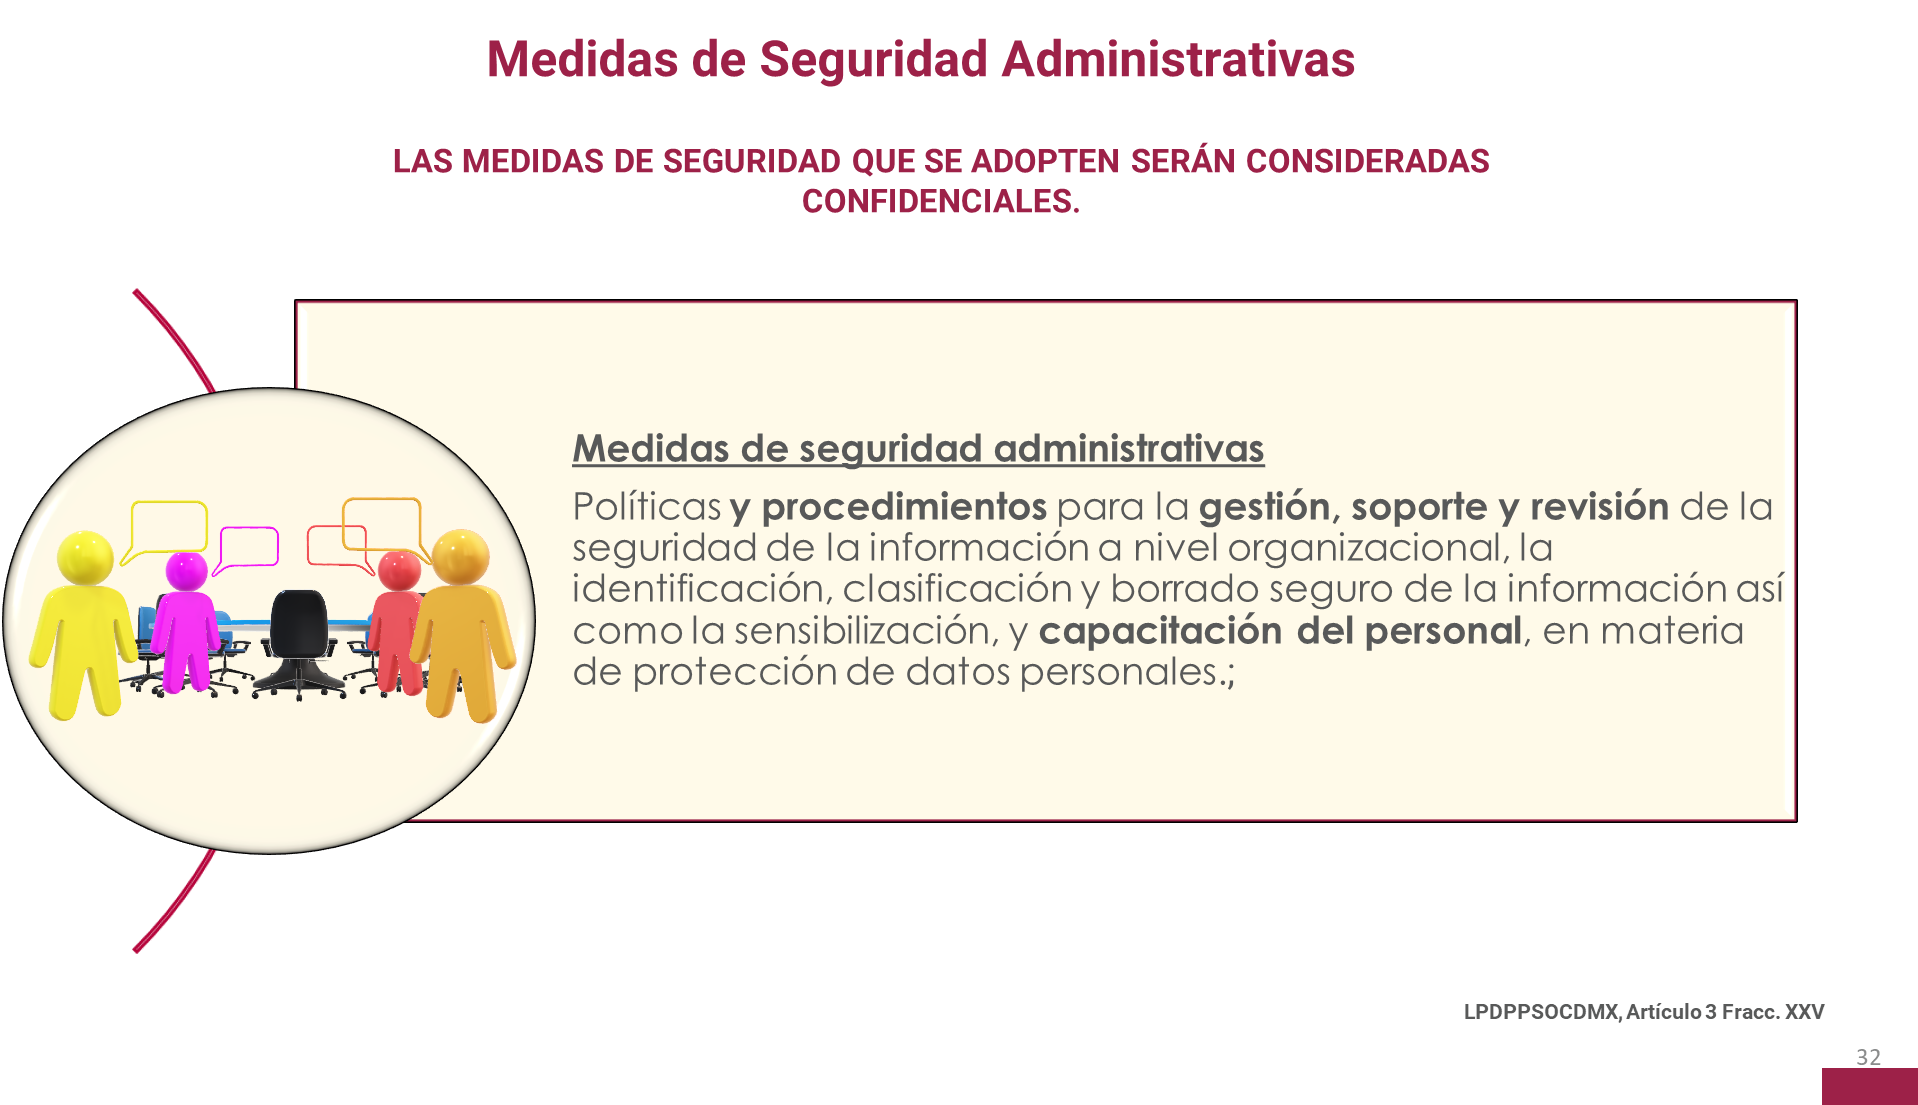 Medidas de Seguridad Administrativas
LAS MEDIDAS DE SEGURIDAD QUE SE ADOPTEN SERÁN CONSIDERADAS
CONFIDENCIALES.
Medidas de seguridad administrativas
Políticas y procedimientos para la gestión, soporte y revisión de la
seguridad de la información a nivel organizacional, la
identificación, clasificación y borrado seguro de la información así
como la sensibilización, y capacitación del personal, en materia
de protección de datos personales.;
LPDPPSOCDMX, Artículo 3 Fracc. XXV
32